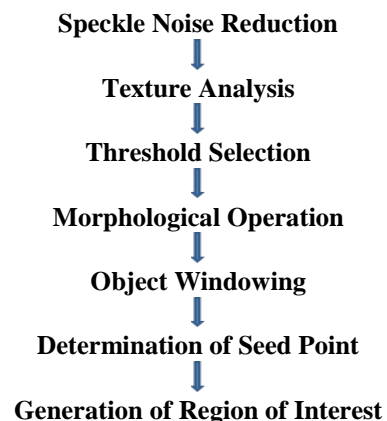 Speckle Noise Reduction
Texture Analysis
Threshold Selection
Morphological Operation
Object Windowing
Determination of Seed Point
Generation of Region of Interest